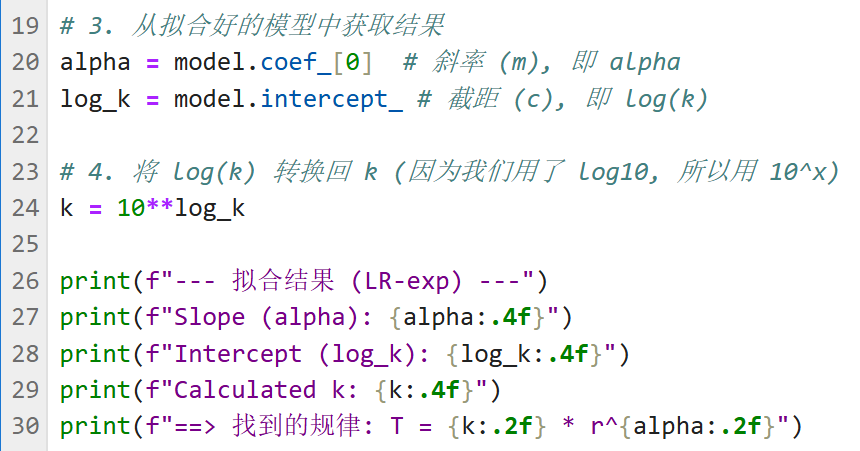 19 # 3. 从拟合好的模型中获取结果
20 alpha = model.coef_[0]  # 斜率 (m), 即 alpha
21 log_k = model.intercept_ # 截距 (c), 即 log(k)
22
23 # 4. 将 log(k) 转换回 k (因为我们用了 log10, 所以用 10^x)
24 k = 10**log_k
25
26 print(f"--- 拟合结果 (LR-exp) ---")
27 print(f"Slope (alpha): {alpha:.4f}")
28 print(f"Intercept (log_k): {log_k:.4f}")
29 print(f"Calculated k: {k:.4f}")
30 print(f"==> 找到的规律: T = {k:.2f} * r^{alpha:.2f}")